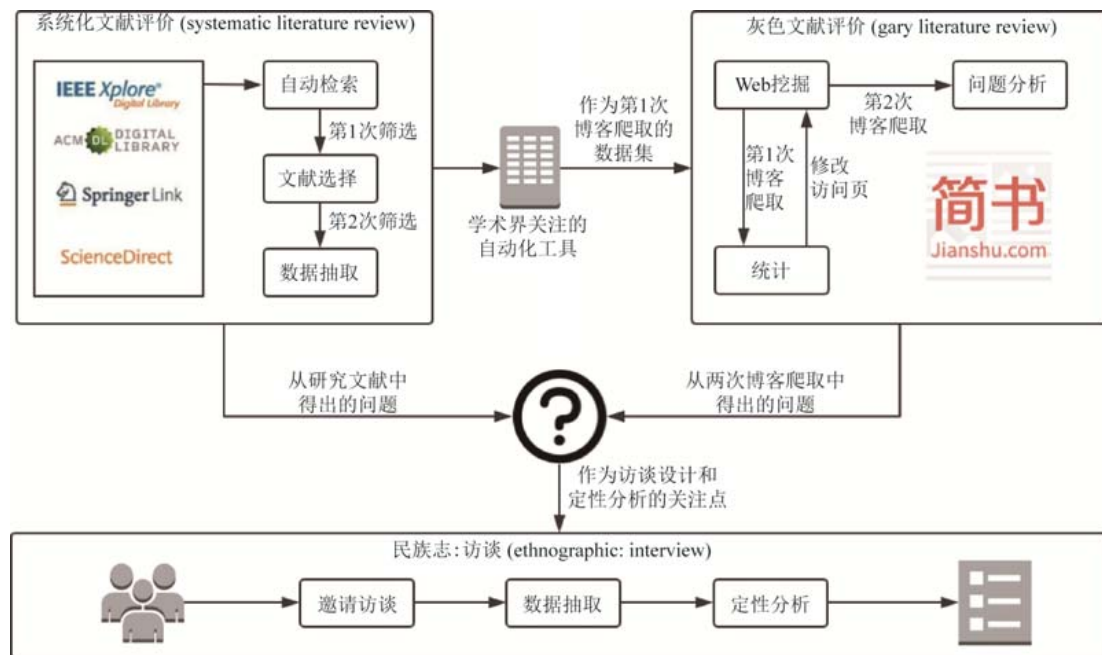 系统化文献评价 (systematic literature review)
IEEE Xplore®
Digital Library
ACM DL DIGITAL
LIBRARY
Springer Link
ScienceDirect
自动检索
第1次筛选
文献选择
第2次筛选
数据抽取
学术界关注的
自动化工具
作为第1次
博客爬取的
数据集
灰色文献评价 (gary literature review)
Web挖掘
第2次
博客爬取
问题分析
第1次
博客
爬取
修改
访问页
统计
简书
Jianshu.com
从研究文献中
得出的问题
?
从两次博客爬取中
得出的问题
作为访谈设计和
定性分析的关注点
民族志:访谈 (ethnographic: interview)
邀请访谈
数据抽取
定性分析